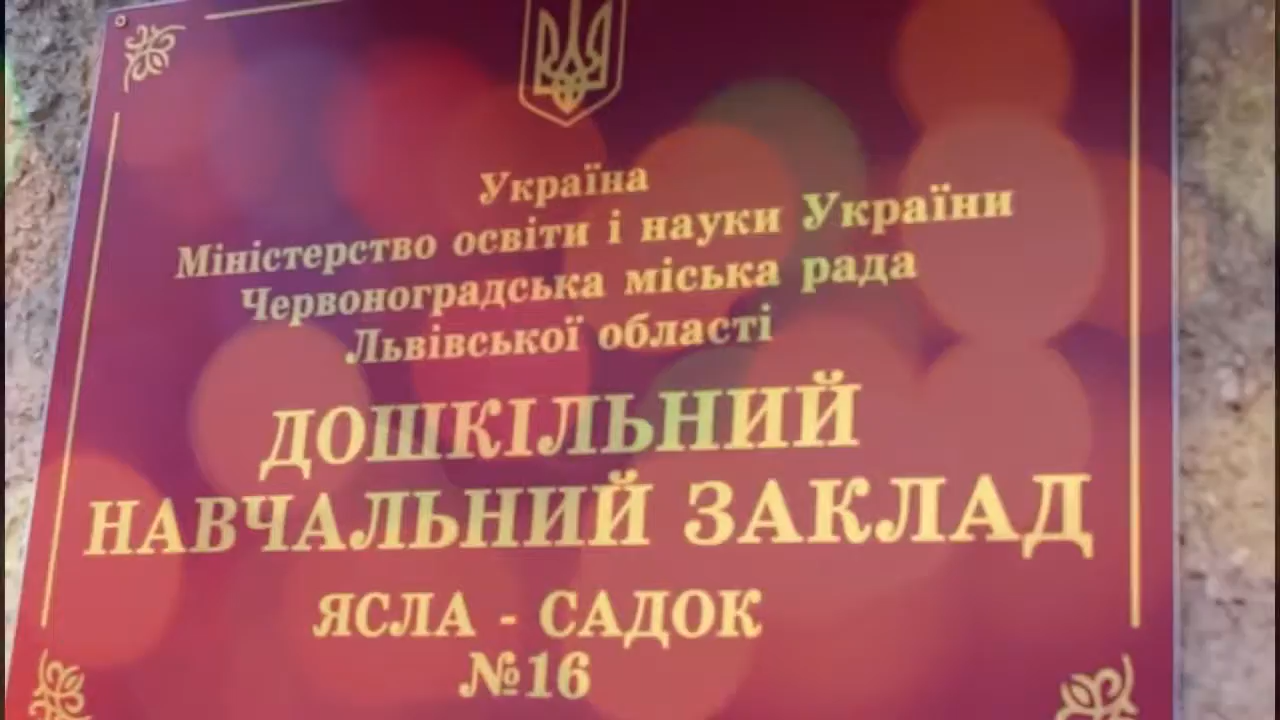 Україна
Міністерство освіти і науки України
Червоноградська міська рада
Львівської області
ДОШКІЛЬНИЙ
НАВЧАЛЬНИЙ ЗАКЛАД
ЯСЛА - САДОК
№16